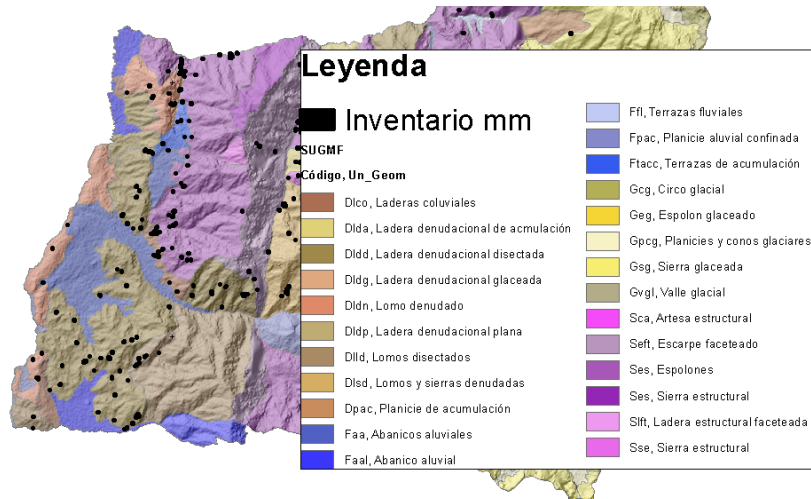 Leyenda
Inventario mm
SUGMF
Código, Un_Geom
Dlco, Laderas coluviales
Dlda, Ladera denudacional de acmulación
Dldd, Ladera denudacional disectada
Dldg, Ladera denudacional glaceada
Dldn, Lomo denudado
Dldp, Ladera denudacional plana
Dlld, Lomos disectados
Dlsd, Lomos y sierras denudadas
Dpac, Planicie de acumulación
Faa, Abanicos aluviales
Faal, Abanico aluvial
Ffl, Terrazas fluviales
Fpac, Planicie aluvial confinada
Ftacc, Terrazas de acumulación
Gcg, Circo glacial
Geg, Espolon glaceado
Gpcg, Planicies y conos glaciares
Gsg, Sierra glaceada
Gvgl, Valle glacial
Sca, Artesa estructural
Seft, Escarpe faceteado
Ses, Espolones
Ses, Sierra estructural
Slft, Ladera estructural faceteada
Sse, Sierra estructural